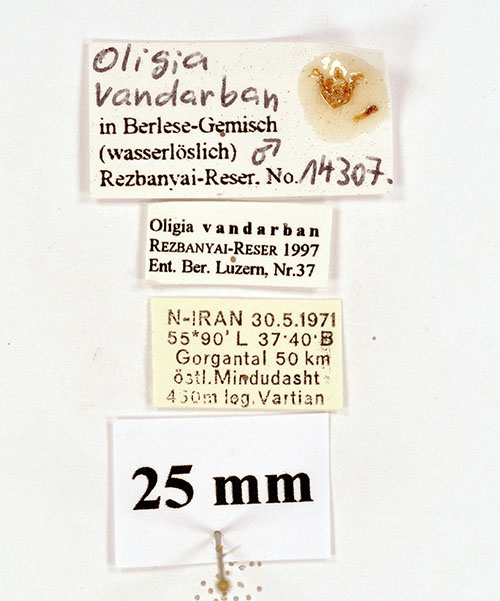 Oligia
vandarban
in Berlese-Gemisch
(wasserlöslich) ♂
Rezbanyai-Reser. No. 14307.
Oligia vandarban
REZBANYAI-RESER 1997
Ent. Ber. Luzern, Nr.37
N-IRAN 30.5.1971
55°90' L 37·40·B
Gorgantal 50 km
östl.Mindudasht
450m leg.Vartian
25 mm